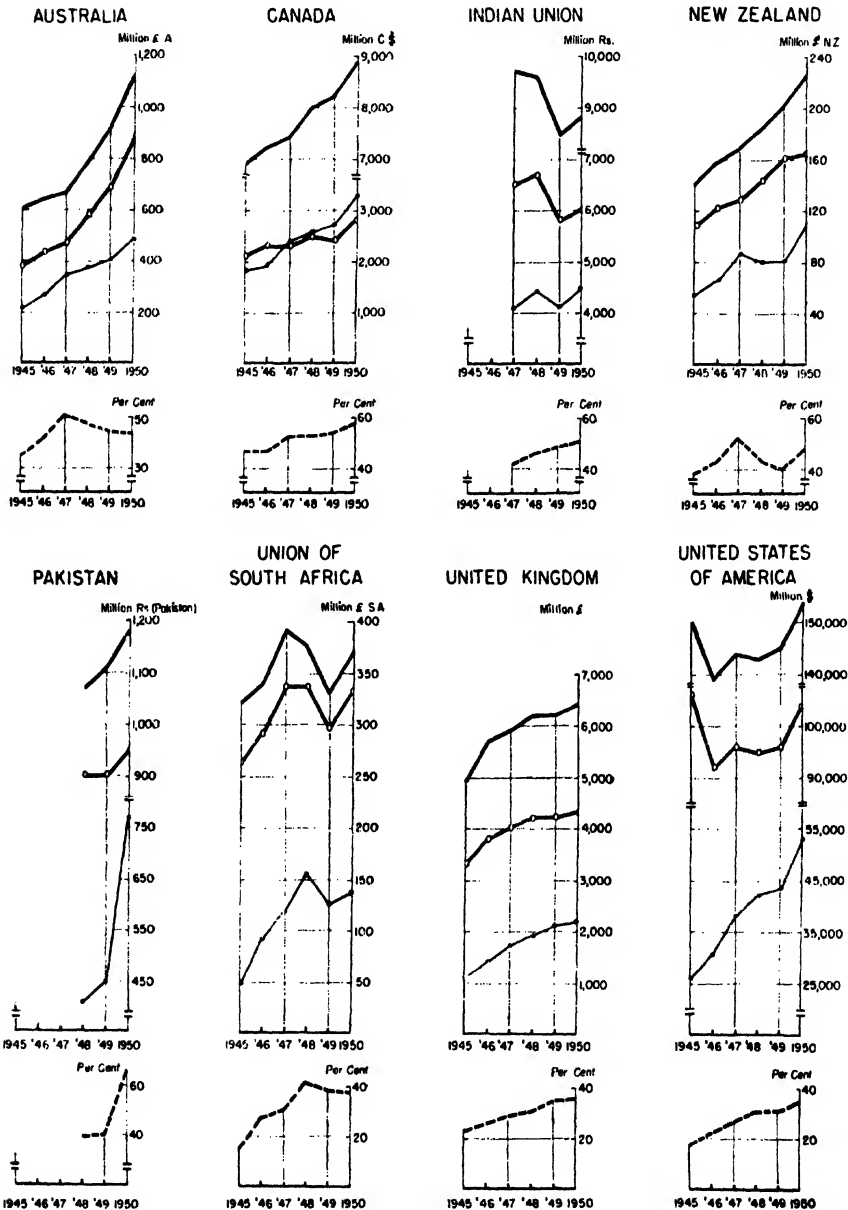 AUSTRALIA
Million £ A
1,200
1,000
800
600
400
200
1945 '46 '47 '48 '49 1950
Per Cent
50
30
1945 '46 '47 '48 '49 1950
CANADA
Million C $
9,000
8,000
7,000
3,000
2,000
1,000
1945 '46 '47 '48 '49 1950
Per Cent
60
40
1945 '46 '47 '48 '49 1950
INDIAN UNION
Million Rs.
10,000
9,000
7,000
6,000
5,000
4,000
1945 '46 '47 '48 '49 1950
Per Cent
60
40
1945 '46 '47 '48 '49 1950
NEW ZEALAND
Million £ NZ
240
200
160
120
80
40
1945 '46 '47 '48 '49 1950
Per Cent
60
40
1945 '46 '47 '48 '49 1950
PAKISTAN
Million Rs (Pakistan)
1,200
1,100
1,000
900
750
650
550
450
1945 '46 '47 '48 '49 1950
Per Cent
60
40
1945 '46 '47 '48 '49 1950
UNION OF
SOUTH AFRICA
Million £ SA
400
350
300
250
200
150
100
50
1945 '46 '47 '48 '49 1950
Per Cent
40
20
1945 '46 '47 '48 '49 1950
UNITED KINGDOM
Million £
7,000
6,000
5,000
4,000
3,000
2,000
1,000
1945 '46 '47 '48 '49 1950
Per Cent
40
20
1945 '46 '47 '48 '49 1950
UNITED STATES
OF AMERICA
Million $
150,000
140,000
100,000
90,000
55,000
45,000
35,000
25,000
1945 '46 '47 '48 '49 1950
Per Cent
40
20
1945 '46 '47 '48 '49 1950